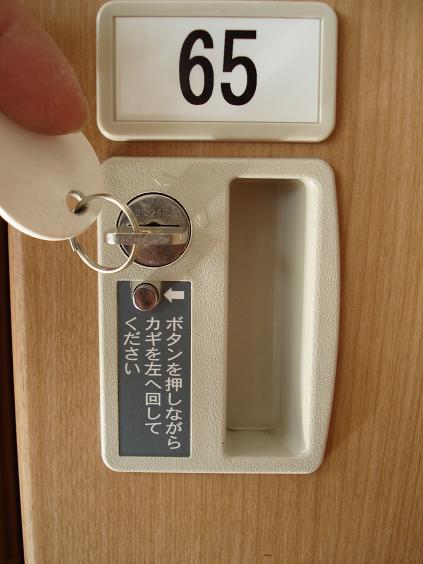 65
ボタンを押しながら
カギを左へ回して
ください